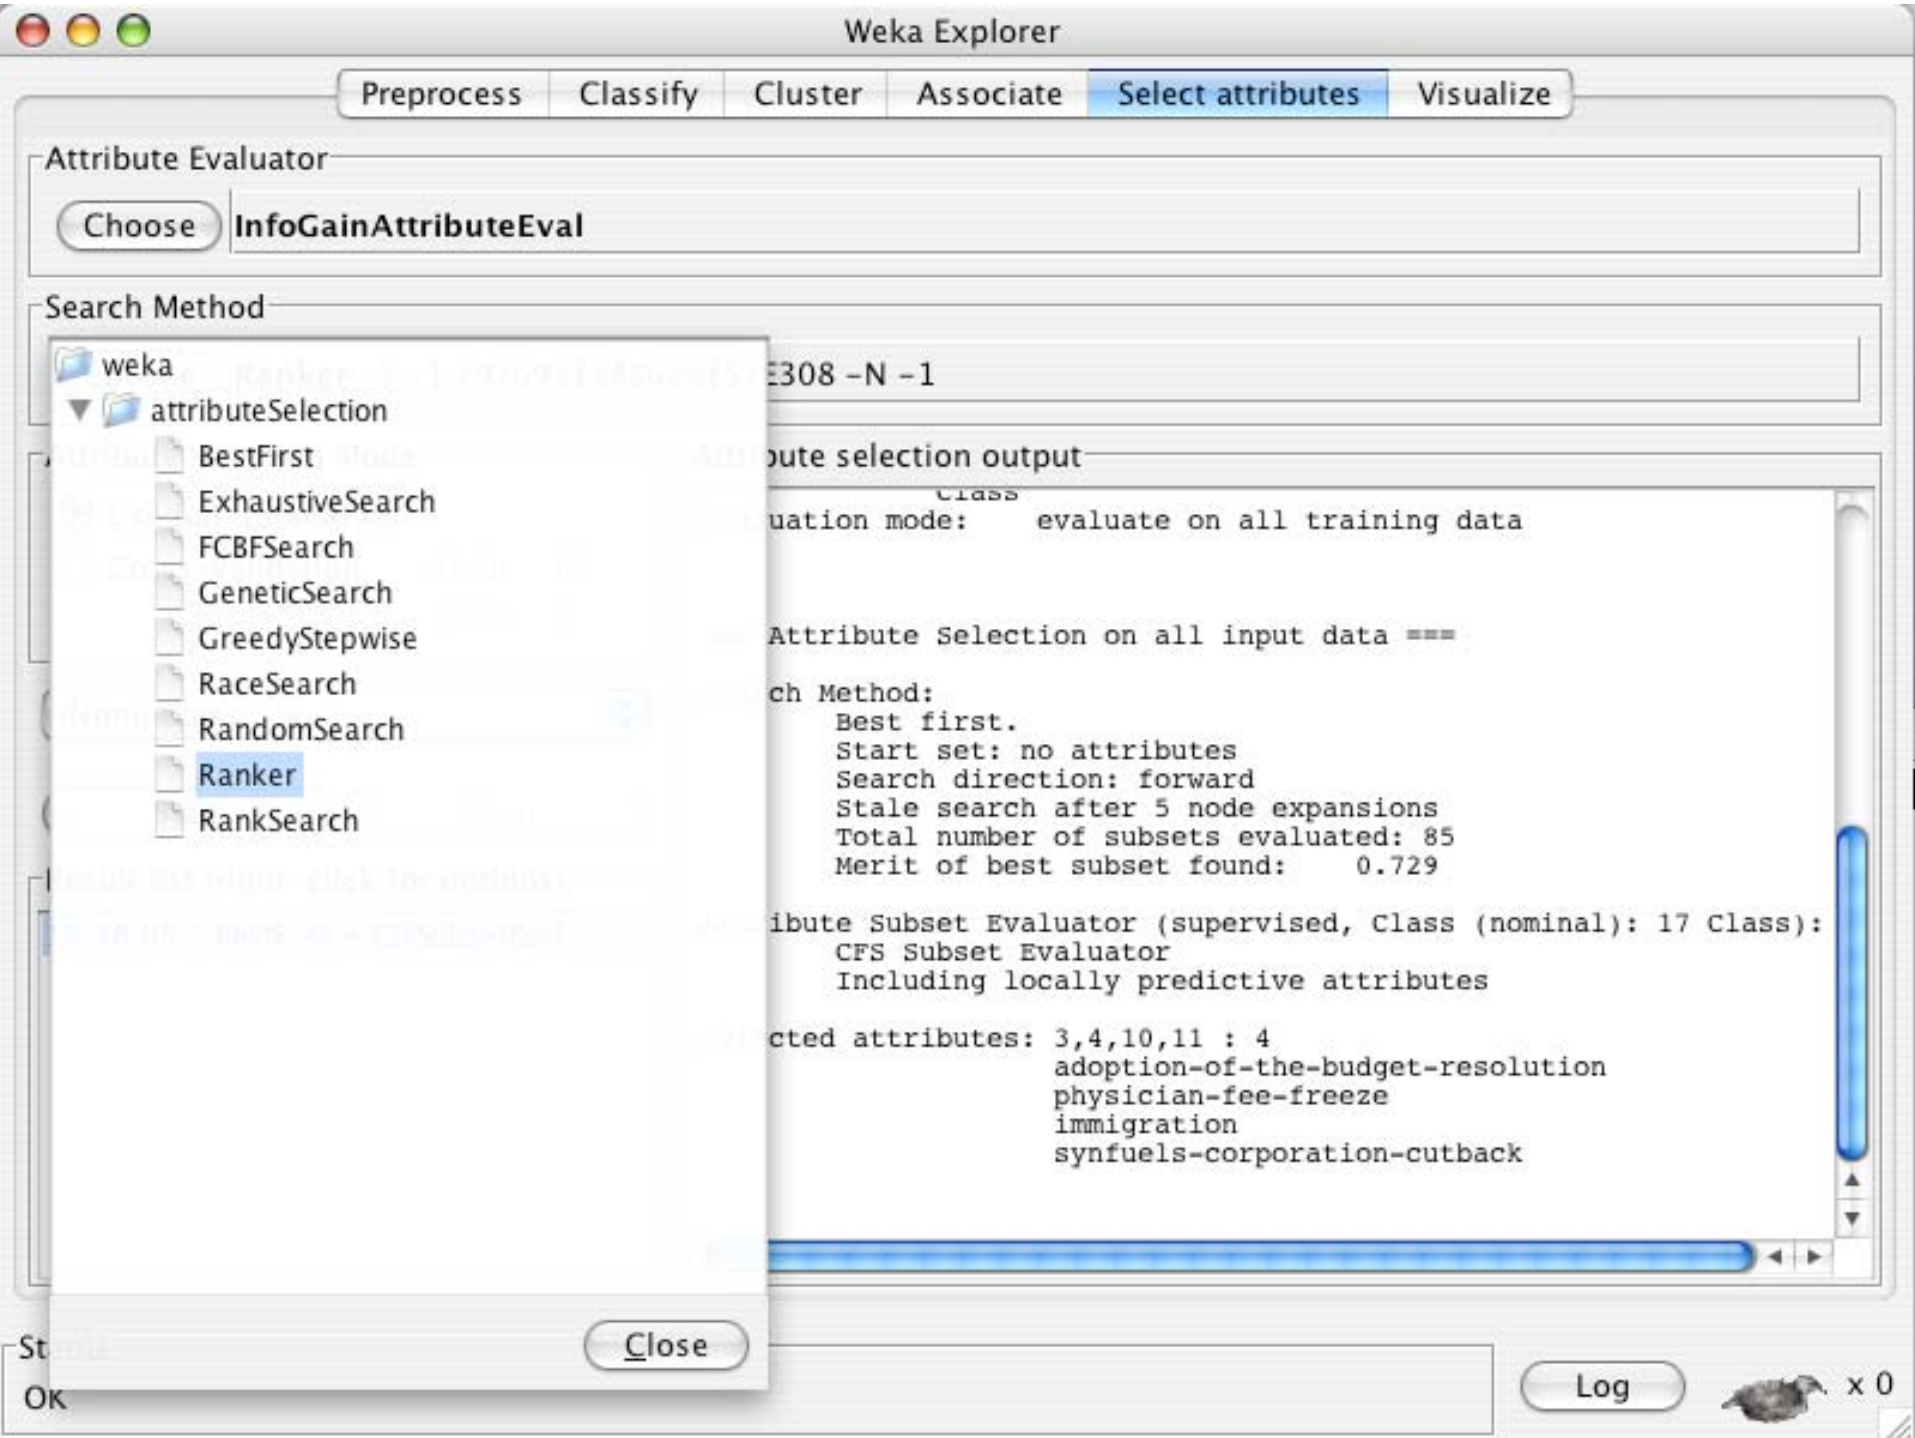 Weka Explorer
Preprocess Classify Cluster Associate Select attributes Visualize
Attribute Evaluator
Choose InfoGainAttributeEval
Search Method
weka
E308 -N -1
attributeSelection
BestFirst
ExhaustiveSearch
FCBFSearch
GeneticSearch
GreedyStepwise
RaceSearch
RandomSearch
Ranker
RankSearch
Close
bute selection output
Class
uation mode: evaluate on all training data
Attribute Selection on all input data ===
ch Method:
Best first.
Start set: no attributes
Search direction: forward
Stale search after 5 node expansions
Total number of subsets evaluated: 85
Merit of best subset found: 0.729
ibute Subset Evaluator (supervised, Class (nominal): 17 Class):
CFS Subset Evaluator
Including locally predictive attributes
cted attributes: 3,4,10,11 : 4
adoption-of-the-budget-resolution
physician-fee-freeze
immigration
synfuels-corporation-cutback
St
OK
Log
x 0